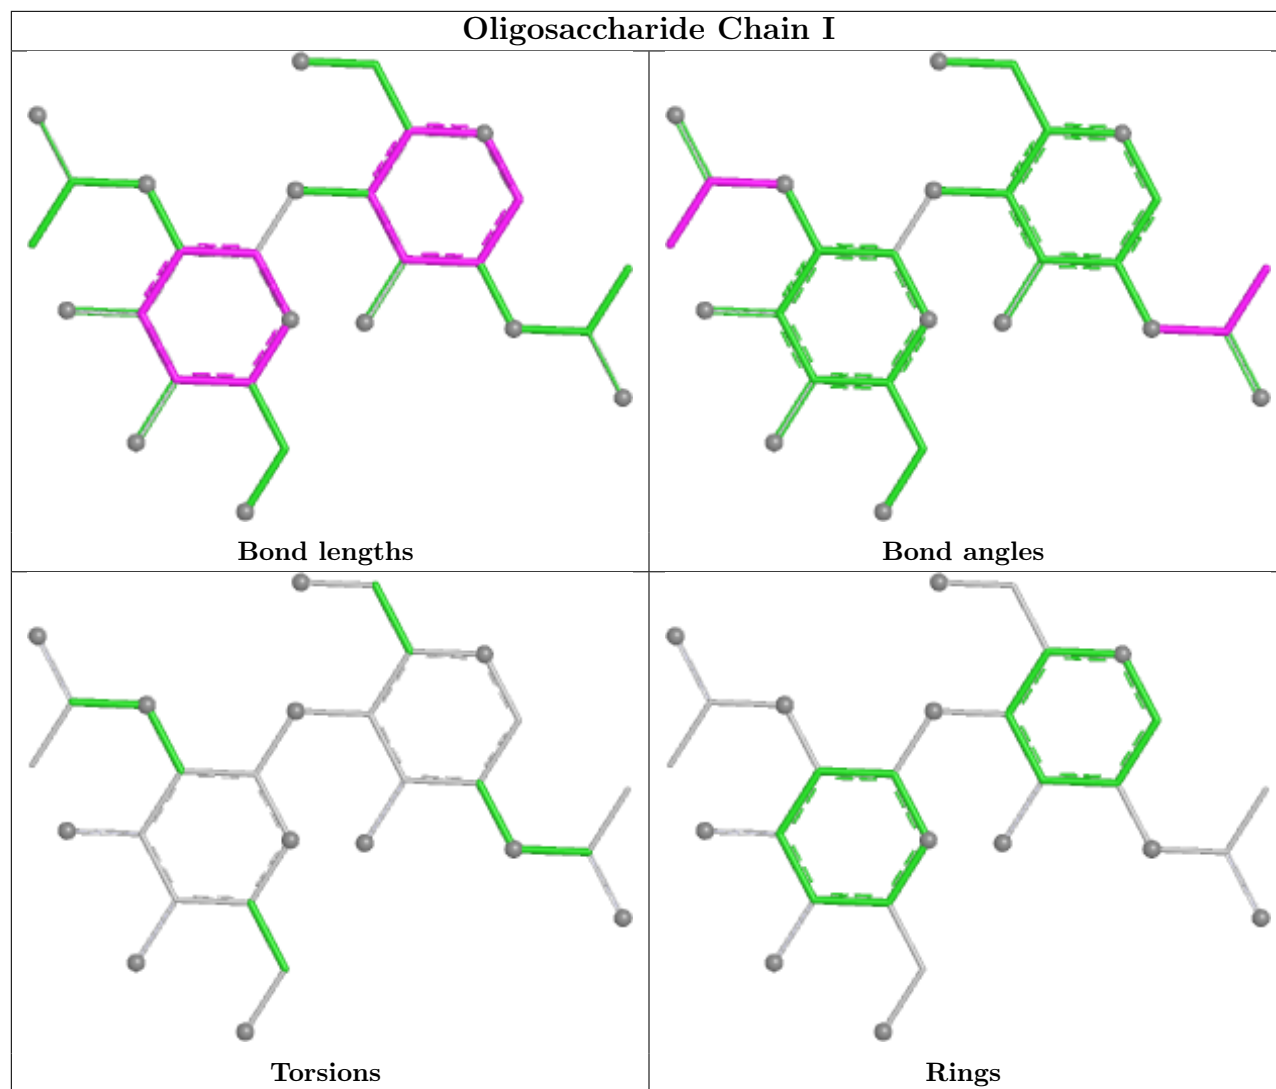 Oligosaccharide Chain I
Bond lengths
Bond angles
Torsions
Rings